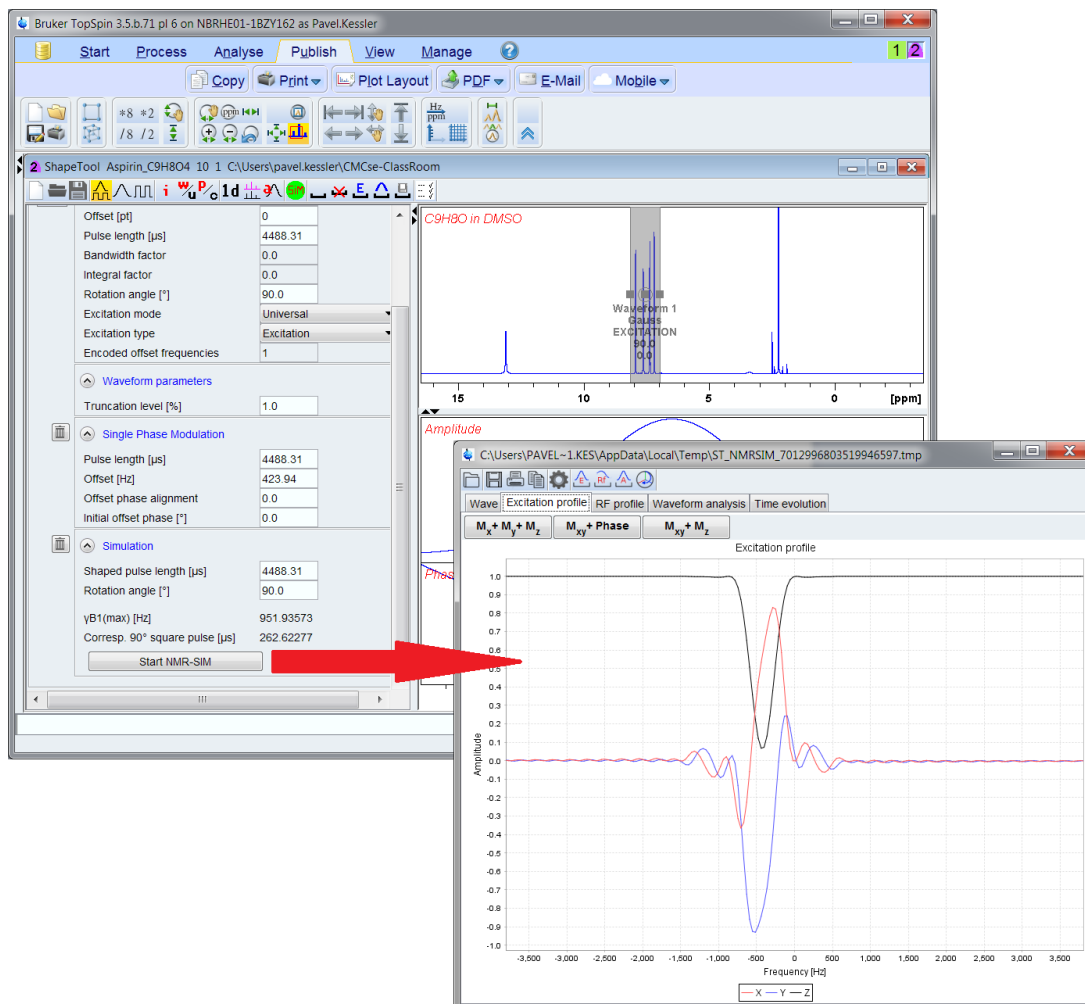 Bruker TopSpin 3.5.b.71 pl 6 on NBRHE01-1BZY162 as Pavel.Kessler
Start Process Analyse Publish View Manage ? 1 2
Copy Print Plot Layout PDF E-Mail Mobile
*8 *2 ppm Hz ppm
/8 /2
2 ShapeTool Aspirin_C9H8O4 10 1 C:\Users\pavel.kessler\CMCse-ClassRoom
i W/u P/o 1d SIM E
Offset [pt] 0
Pulse length [µs] 4488.31
Bandwidth factor 0.0
Integral factor 0.0
Rotation angle [°] 90.0
Excitation mode Universal
Excitation type Excitation
Encoded offset frequencies 1
Waveform parameters
Truncation level [%] 1.0
Single Phase Modulation
Pulse length [µs] 4488.31
Offset [Hz] 423.94
Offset phase alignment 0.0
Initial offset phase [°] 0.0
Simulation
Shaped pulse length [µs] 4488.31
Rotation angle [°] 90.0
γB1(max) [Hz] 951.93573
Corresp. 90° square pulse [µs] 262.62277
Start NMR-SIM
C9H8O in DMSO
Waveform 1
Gauss
EXCITATION
90.0
0.0
15 10 5 0 [ppm]
Amplitude
C:\Users\PAVEL~1.KES\AppData\Local\Temp\ST_NMRSIM_7012996803519946597.tmp
E RF A
Wave Excitation profile RF profile Waveform analysis Time evolution
Mx+ My+ Mz Mxy+ Phase Mxy+ Mz
Excitation profile
Amplitude
1.0
0.9
0.8
0.7
0.6
0.5
0.4
0.3
0.2
0.1
0.0
-0.1
-0.2
-0.3
-0.4
-0.5
-0.6
-0.7
-0.8
-0.9
-1.0
-3,500 -3,000 -2,500 -2,000 -1,500 -1,000 -500 0 500 1,000 1,500 2,000 2,500 3,000 3,500
Frequency [Hz]
X Y Z